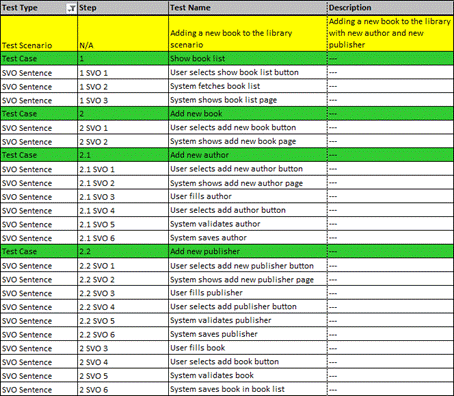 Test Type Step Test Name Description
Test Scenario N/A Adding a new book to the library scenario Adding a new book to the library with new author and new publisher
Test Case 1 Show book list ---
SVO Sentence 1 SVO 1 User selects show book list button ---
SVO Sentence 1 SVO 2 System fetches book list ---
SVO Sentence 1 SVO 3 System shows book list page ---
Test Case 2 Add new book ---
SVO Sentence 2 SVO 1 User selects add new book button ---
SVO Sentence 2 SVO 2 System shows add new book page ---
Test Case 2.1 Add new author ---
SVO Sentence 2.1 SVO 1 User selects add new author button ---
SVO Sentence 2.1 SVO 2 System shows add new author page ---
SVO Sentence 2.1 SVO 3 User fills author ---
SVO Sentence 2.1 SVO 4 User selects add author button ---
SVO Sentence 2.1 SVO 5 System validates author ---
SVO Sentence 2.1 SVO 6 System saves author ---
Test Case 2.2 Add new publisher ---
SVO Sentence 2.2 SVO 1 User selects add new publisher button ---
SVO Sentence 2.2 SVO 2 System shows add new publisher page ---
SVO Sentence 2.2 SVO 3 User fills publisher ---
SVO Sentence 2.2 SVO 4 User selects add publisher button ---
SVO Sentence 2.2 SVO 5 System validates publisher ---
SVO Sentence 2.2 SVO 6 System saves publisher ---
SVO Sentence 2 SVO 3 User fills book ---
SVO Sentence 2 SVO 4 User selects add book button ---
SVO Sentence 2 SVO 5 System validates book ---
SVO Sentence 2 SVO 6 System saves book in book list ---